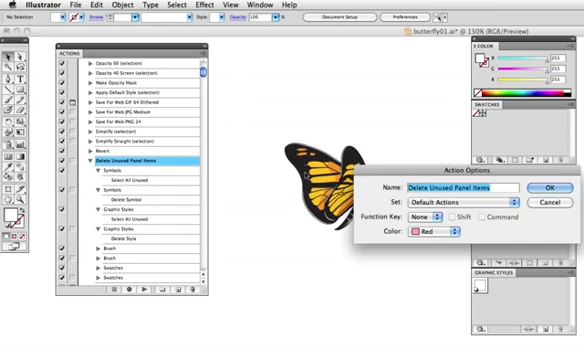 Illustrator File Edit Object Type Select Effect View Window Help
No Selection Stroke: Style: Opacity 100 % Document Setup Preferences
butterfly01.ai* @ 150% (RGB/Preview)
ACTIONS
Opacity 60 (selection)
Opacity 40 Screen (selection)
Make Opacity Mask
Apply Default Style (selection)
Save For Web GIF 64 Dithered
Save For Web JPG Medium
Save For Web PNG 24
Simplify (selection)
Simplify Straight (selection)
Revert
Delete Unused Panel Items
Symbols
Select All Unused
Symbols
Delete Symbol
Graphic Styles
Select All Unused
Graphic Styles
Delete Style
Brush
Brush
Swatches
Swatches
COLOR
255
255
255
SWATCHES
Action Options
Name: Delete Unused Panel Items OK
Set: Default Actions Cancel
Function Key: None Shift Command
Color: Red
GRAPHIC STYLES